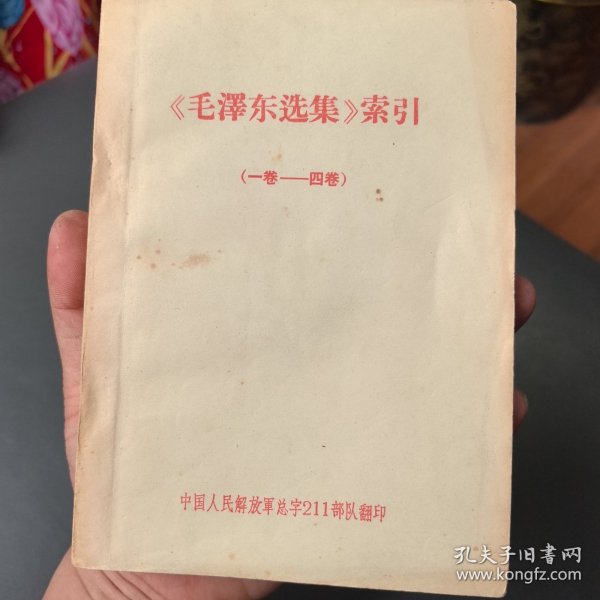 《毛澤东选集》索引
(一卷——四卷)
中国人民解放軍总字211部队翻印
孔夫子旧书网
www.kongfz.com